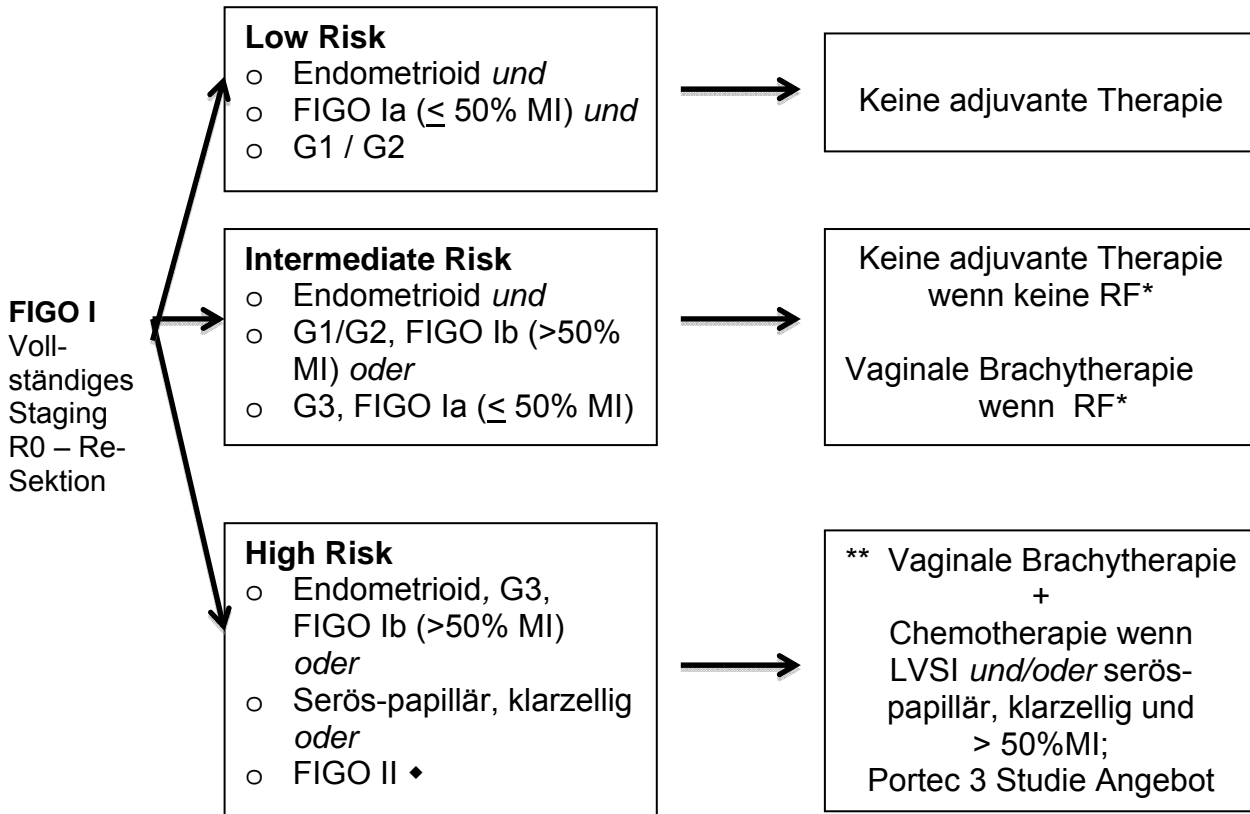 FIGO I
Voll-
ständiges
Staging
R0 – Re-
Sektion
Low Risk
o Endometrioid und
o FIGO Ia (≤ 50% MI) und
o G1 / G2
Keine adjuvante Therapie
Intermediate Risk
o Endometrioid und
o G1/G2, FIGO Ib (>50%
MI) oder
o G3, FIGO Ia (≤ 50% MI)
Keine adjuvante Therapie
wenn keine RF*
Vaginale Brachytherapie
wenn RF*
High Risk
o Endometrioid, G3,
FIGO Ib (>50% MI)
oder
o Serös-papillär, klarzellig
oder
o FIGO II ◆
** Vaginale Brachytherapie
+
Chemotherapie wenn
LVSI und/oder serös-
papillär, klarzellig und
> 50%MI;
Portec 3 Studie Angebot